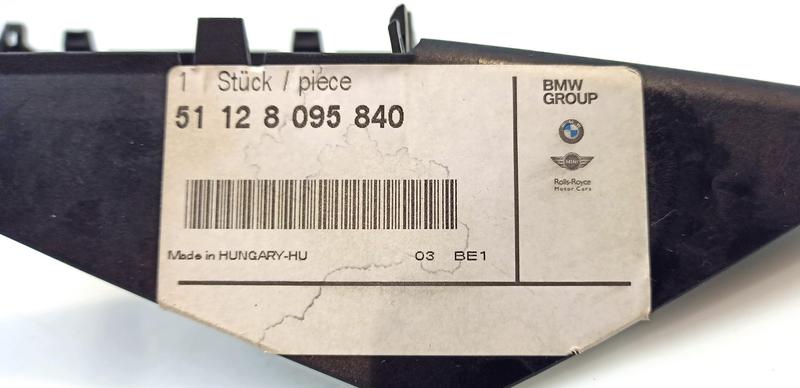 1 Stück / piece
51 12 8 095 840
Made in HUNGARY-HU 03 BE1
BMW
GROUP
MINI
Rolls-Royce
Motor Cars